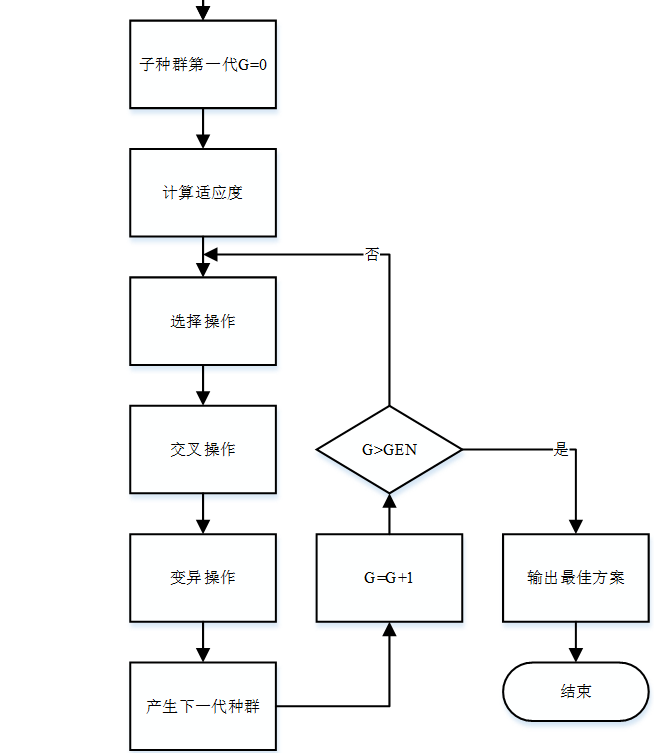 子种群第一代G=0
计算适应度
否
选择操作
交叉操作
G>GEN
是
变异操作
G=G+1
输出最佳方案
产生下一代种群
结束